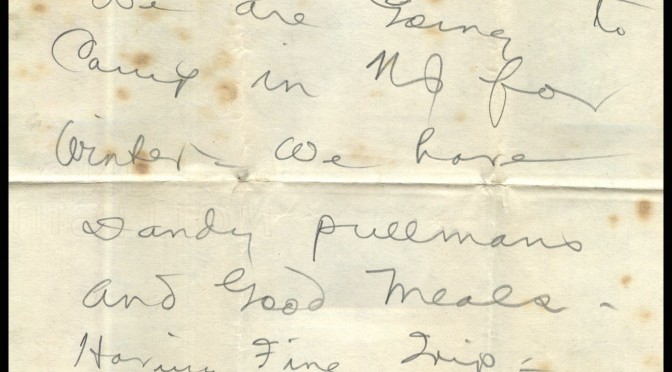 We are Going to
Camp in NJ for
Winter - We have
Dandy pullmans
and Good Meals -
Having Fine Trip -